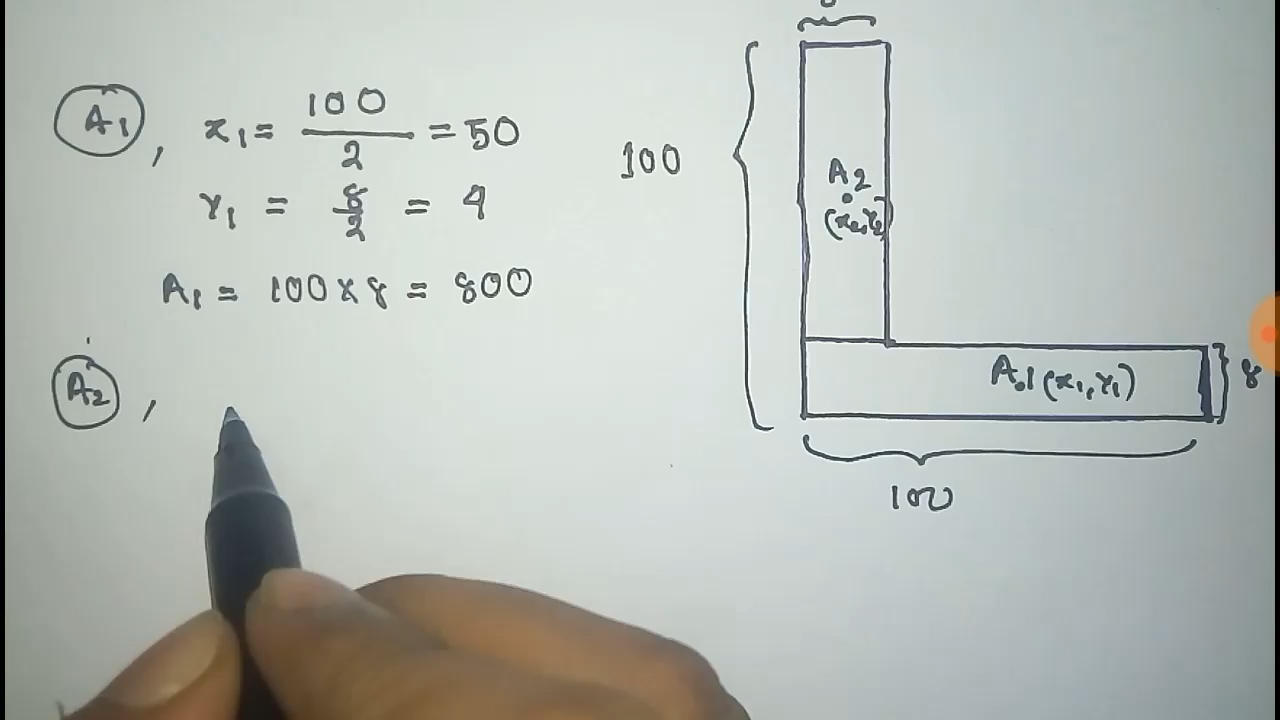 A1, x1 = 100/2 = 50
Y1 = 8/2 = 4
A1 = 100 x 8 = 800
A2,
100
A2
(x2,Y2)
A1 (x1, Y1)
8
100